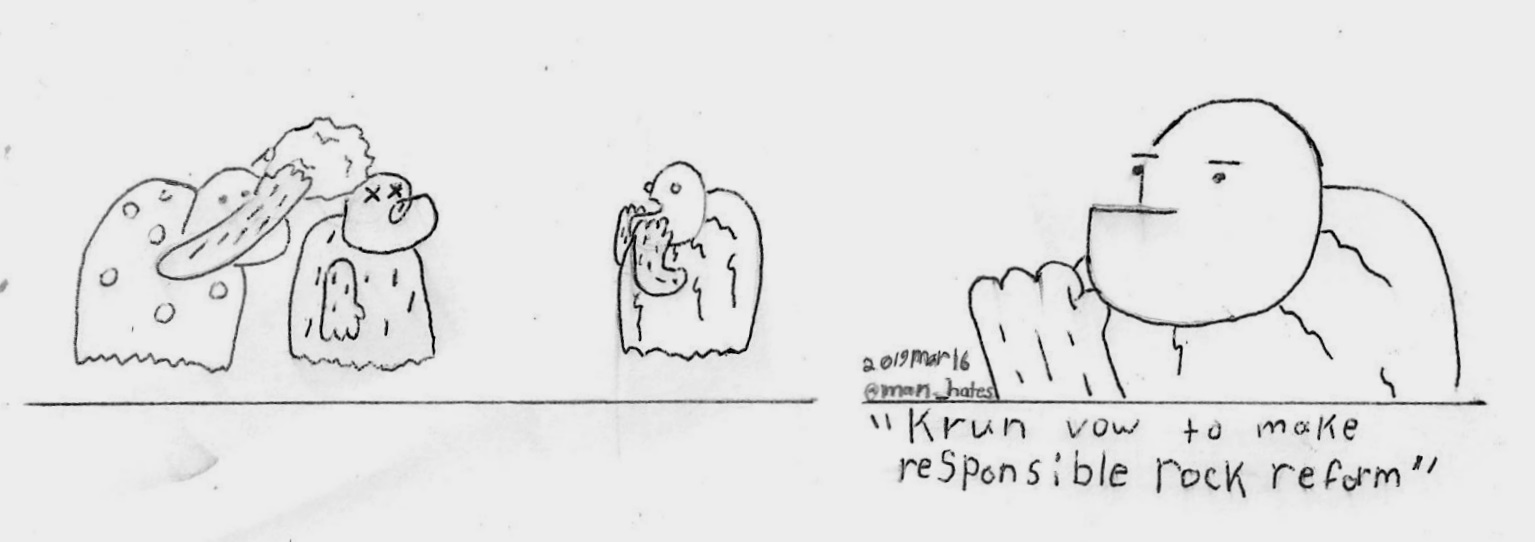 2019mar16
@man_hates
"Krun vow to make
responsible rock reform"